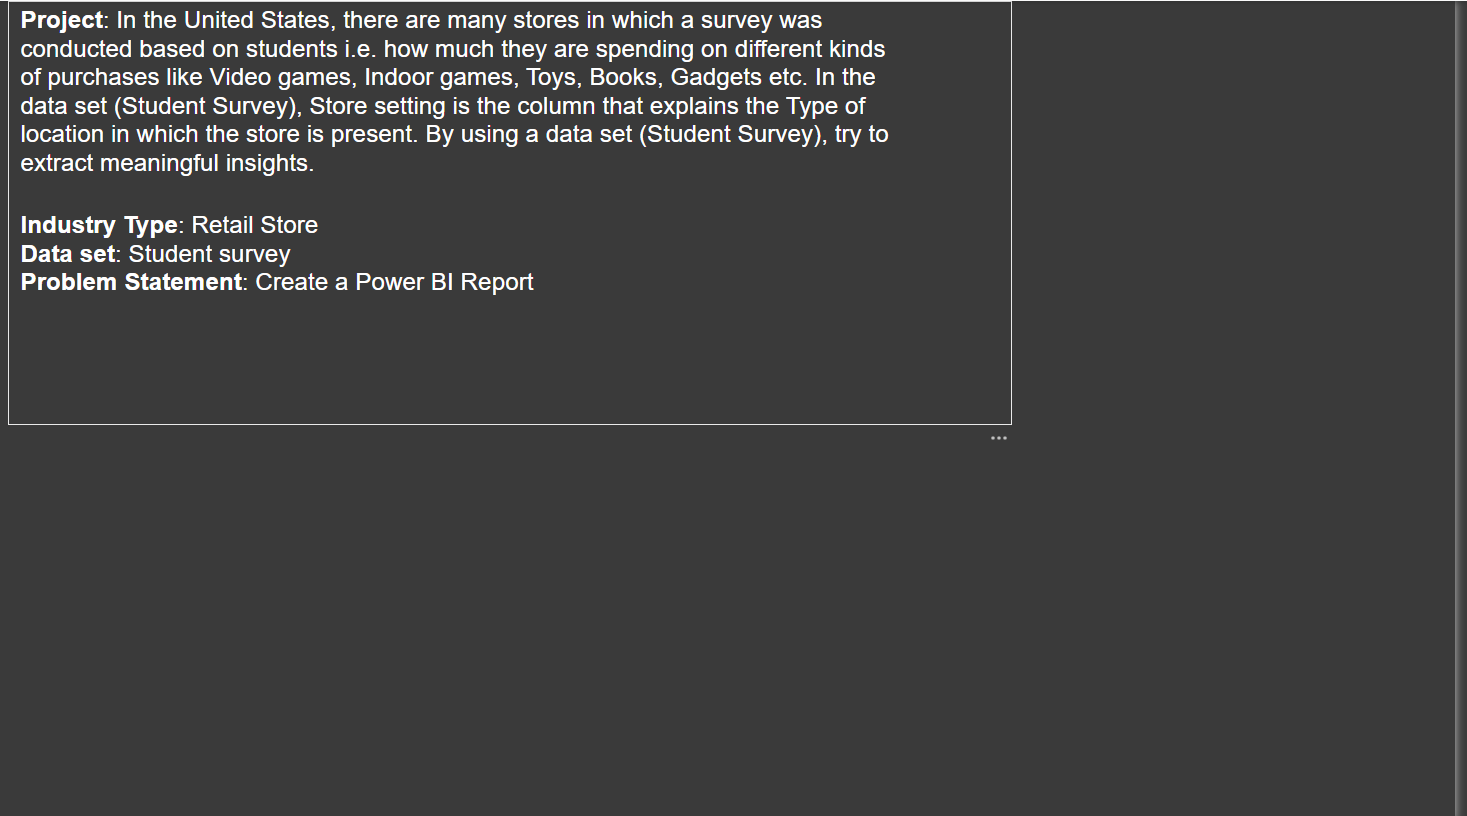 Project: In the United States, there are many stores in which a survey was
conducted based on students i.e. how much they are spending on different kinds
of purchases like Video games, Indoor games, Toys, Books, Gadgets etc. In the
data set (Student Survey), Store setting is the column that explains the Type of
location in which the store is present. By using a data set (Student Survey), try to
extract meaningful insights.
Industry Type: Retail Store
Data set: Student survey
Problem Statement: Create a Power BI Report